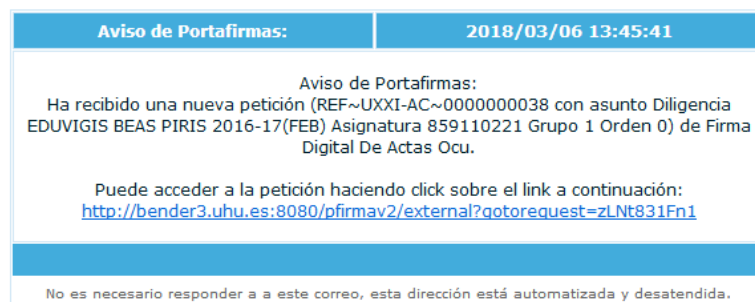 Aviso de Portafirmas: 2018/03/06 13:45:41
Aviso de Portafirmas:
Ha recibido una nueva petición (REF~UXXI-AC~0000000038 con asunto Diligencia
EDUVIGIS BEAS PIRIS 2016-17(FEB) Asignatura 859110221 Grupo 1 Orden 0) de Firma
Digital De Actas Ocu.
Puede acceder a la petición haciendo click sobre el link a continuación:
http://bender3.uhu.es:8080/pfirmav2/external?gotorequest=zLNt831Fn1
No es necesario responder a a este correo, esta dirección está automatizada y desatendida.